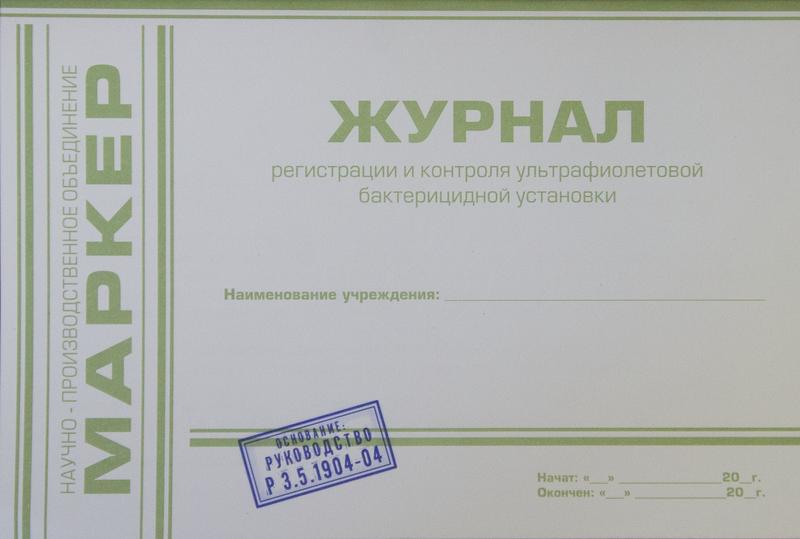 НАУЧНО - ПРОИЗВОДСТВЕННОЕ ОБЪЕДИНЕНИЕ
МАРКЕР
ЖУРНАЛ
регистрации и контроля ультрафиолетовой
бактерицидной установки
Наименование учреждения: ____________________
ОСНОВАНИЕ:
РУКОВОДСТВО
Р 3.5.1904-04
Начат: «__» ____________20__г.
Окончен: «__» ____________20__г.